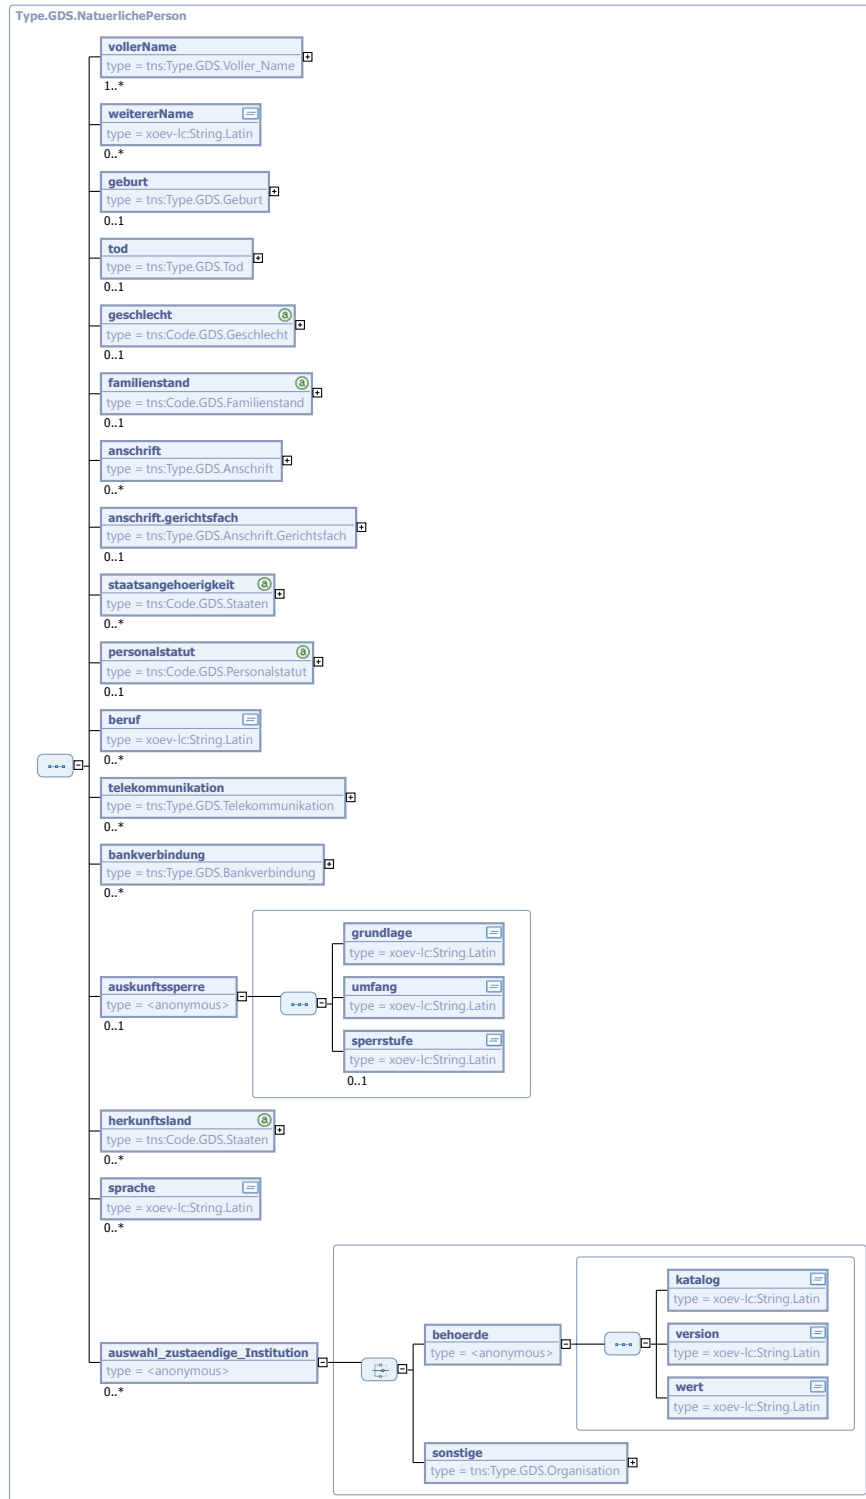 Type.GDS.NatuerlichePerson
vollerName
type = tns:Type.GDS.Voller_Name
1..*
weitererName
type = xoev-lc:String.Latin
0..*
geburt
type = tns:Type.GDS.Geburt
0..1
tod
type = tns:Type.GDS.Tod
0..1
geschlecht
type = tns:Code.GDS.Geschlecht
0..1
familienstand
type = tns:Code.GDS.Familienstand
0..1
anschrift
type = tns:Type.GDS.Anschrift
0..*
anschrift.gerichtsfach
type = tns:Type.GDS.Anschrift.Gerichtsfach
0..1
staatsangehoerigkeit
type = tns:Code.GDS.Staaten
0..*
personalstatut
type = tns:Code.GDS.Personalstatut
0..1
beruf
type = xoev-lc:String.Latin
0..*
telekommunikation
type = tns:Type.GDS.Telekommunikation
0..*
bankverbindung
type = tns:Type.GDS.Bankverbindung
0..*
auskunftssperre
type = <anonymous>
0..1
grundlage
type = xoev-lc:String.Latin
umfang
type = xoev-lc:String.Latin
sperrstufe
type = xoev-lc:String.Latin
0..1
herkunftsland
type = tns:Code.GDS.Staaten
0..*
sprache
type = xoev-lc:String.Latin
0..*
auswahl_zustaendige_Institution
type = <anonymous>
0..*
behoerde
type = <anonymous>
katalog
type = xoev-lc:String.Latin
version
type = xoev-lc:String.Latin
wert
type = xoev-lc:String.Latin
sonstige
type = tns:Type.GDS.Organisation